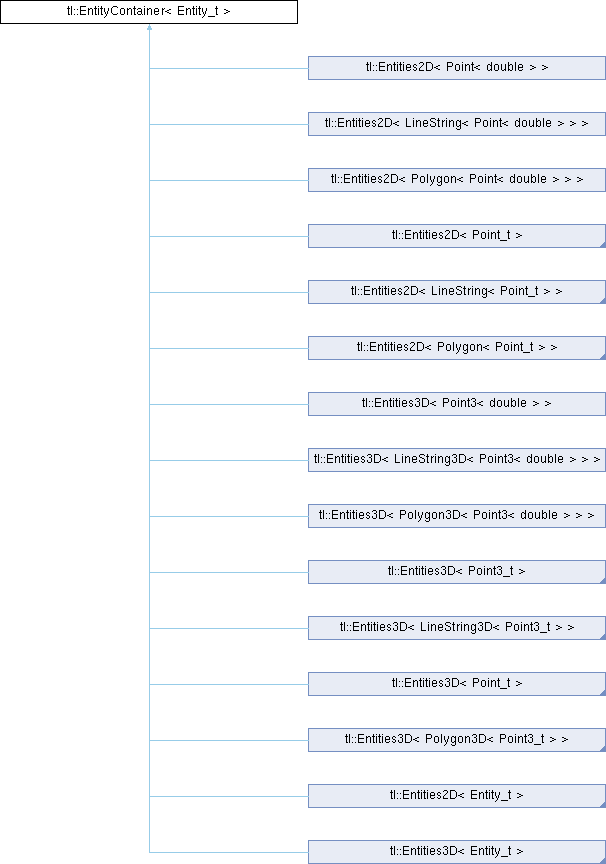 tl::EntityContainer< Entity_t >
tl::Entities2D< Point< double > >
tl::Entities2D< LineString< Point< double > > >
tl::Entities2D< Polygon< Point< double > > >
tl::Entities2D< Point_t >
tl::Entities2D< LineString< Point_t > >
tl::Entities2D< Polygon< Point_t > >
tl::Entities3D< Point3< double > >
tl::Entities3D< LineString3D< Point3< double > > >
tl::Entities3D< Polygon3D< Point3< double > > >
tl::Entities3D< Point3_t >
tl::Entities3D< LineString3D< Point3_t > >
tl::Entities3D< Point_t >
tl::Entities3D< Polygon3D< Point3_t > >
tl::Entities2D< Entity_t >
tl::Entities3D< Entity_t >